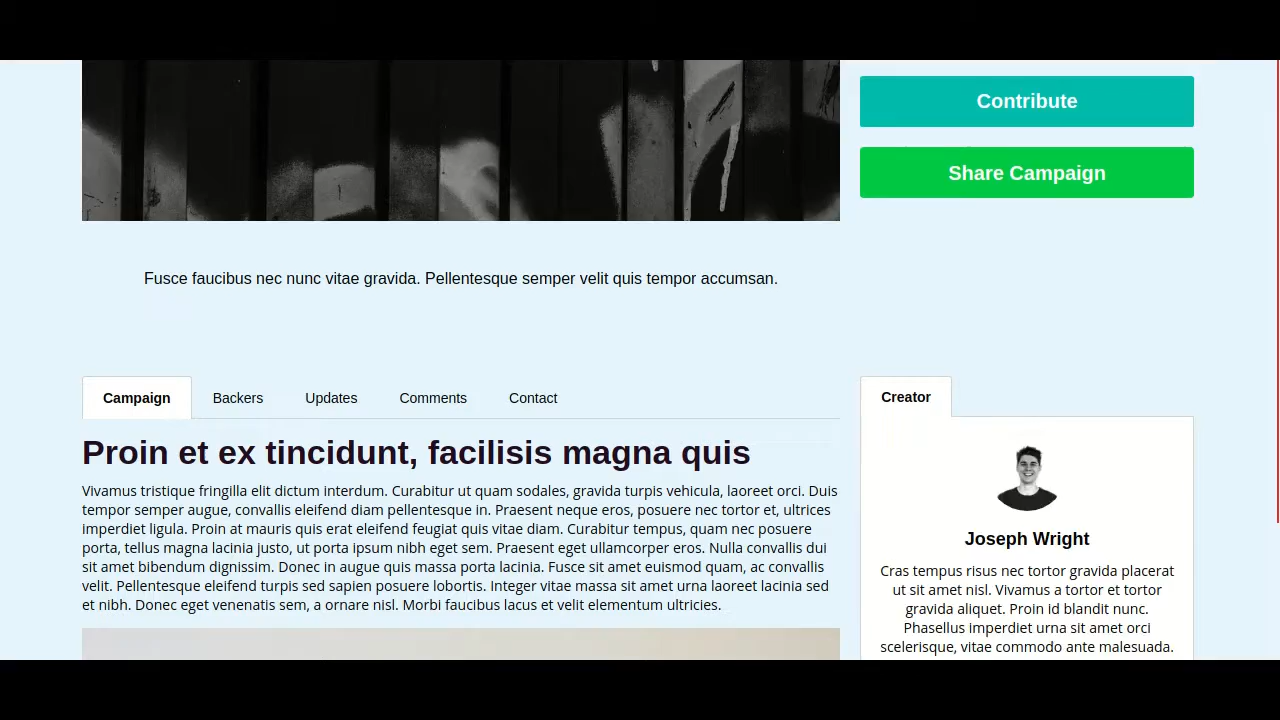 Contribute
Share Campaign
Fusce faucibus nec nunc vitae gravida. Pellentesque semper velit quis tempor accumsan.
Campaign Backers Updates Comments Contact
Proin et ex tincidunt, facilisis magna quis
Vivamus tristique fringilla elit dictum interdum. Curabitur ut quam sodales, gravida turpis vehicula, laoreet orci. Duis
tempor semper augue, convallis eleifend diam pellentesque in. Praesent neque eros, posuere nec tortor et, ultrices
imperdiet ligula. Proin at mauris quis erat eleifend feugiat quis vitae diam. Curabitur tempus, quam nec posuere
porta, tellus magna lacinia justo, ut porta ipsum nibh eget sem. Praesent eget ullamcorper eros. Nulla convallis dui
sit amet bibendum dignissim. Donec in augue quis massa porta lacinia. Fusce sit amet euismod quam, ac convallis
velit. Pellentesque eleifend turpis sed sapien posuere lobortis. Integer vitae massa sit amet urna laoreet lacinia sed
et nibh. Donec eget venenatis sem, a ornare nisl. Morbi faucibus lacus et velit elementum ultricies.
Creator
Joseph Wright
Cras tempus risus nec tortor gravida placerat
ut sit amet nisl. Vivamus a tortor et tortor
gravida aliquet. Proin id blandit nunc.
Phasellus imperdiet urna sit amet orci
scelerisque, vitae commodo ante malesuada.